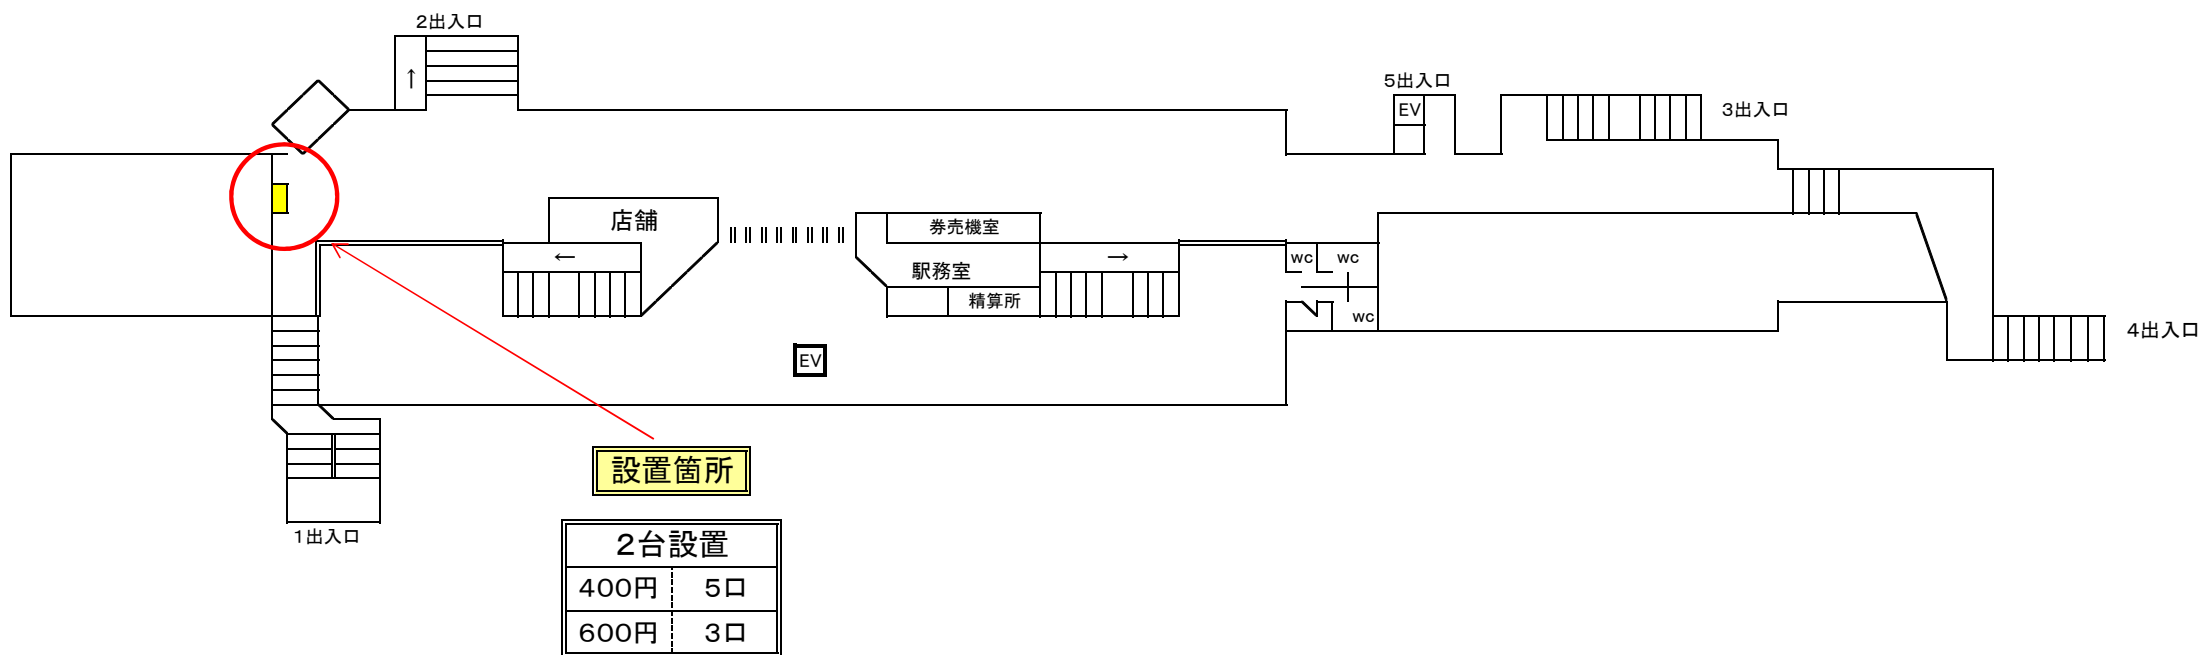 2出入口
↑
5出入口
EV
3出入口
店舗
券売機室
←
駅務室
→
wc
wc
精算所
wc
4出入口
EV
設置箇所
1出入口
2台設置
400円 5口
600円 3口